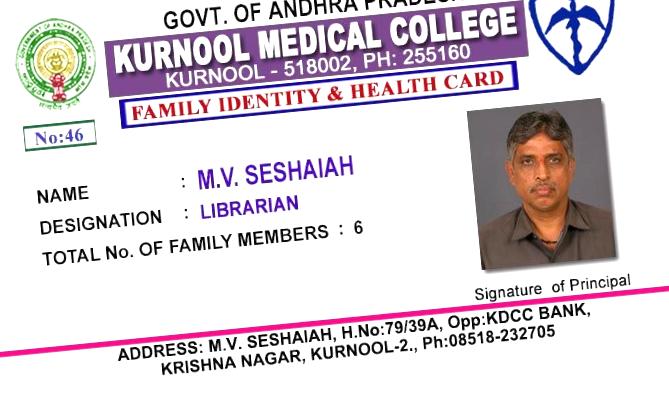 GOVT. OF ANDHRA PRADESH
KURNOOL MEDICAL COLLEGE
KURNOOL - 518002, PH: 255160
FAMILY IDENTITY & HEALTH CARD
No:46
NAME : M.V. SESHAIAH
DESIGNATION : LIBRARIAN
TOTAL No. OF FAMILY MEMBERS : 6
Signature of Principal
ADDRESS: M.V. SESHAIAH, H.No:79/39A, Opp:KDCC BANK,
KRISHNA NAGAR, KURNOOL-2., Ph:08518-232705